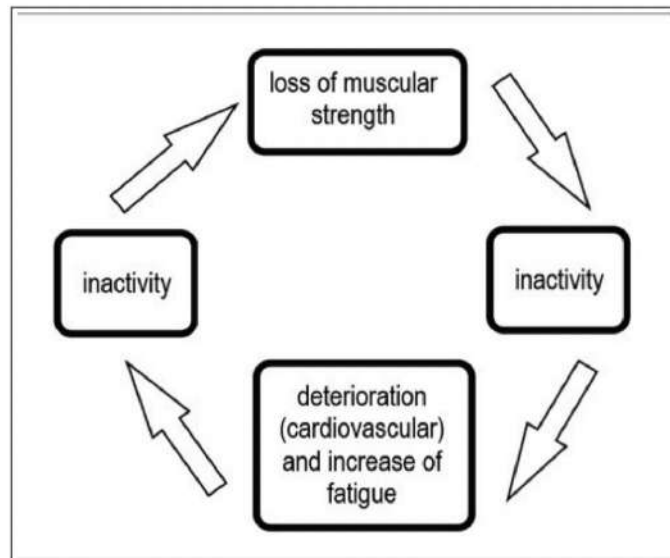 loss of muscular
strength
inactivity
inactivity
deterioration
(cardiovascular)
and increase of
fatigue